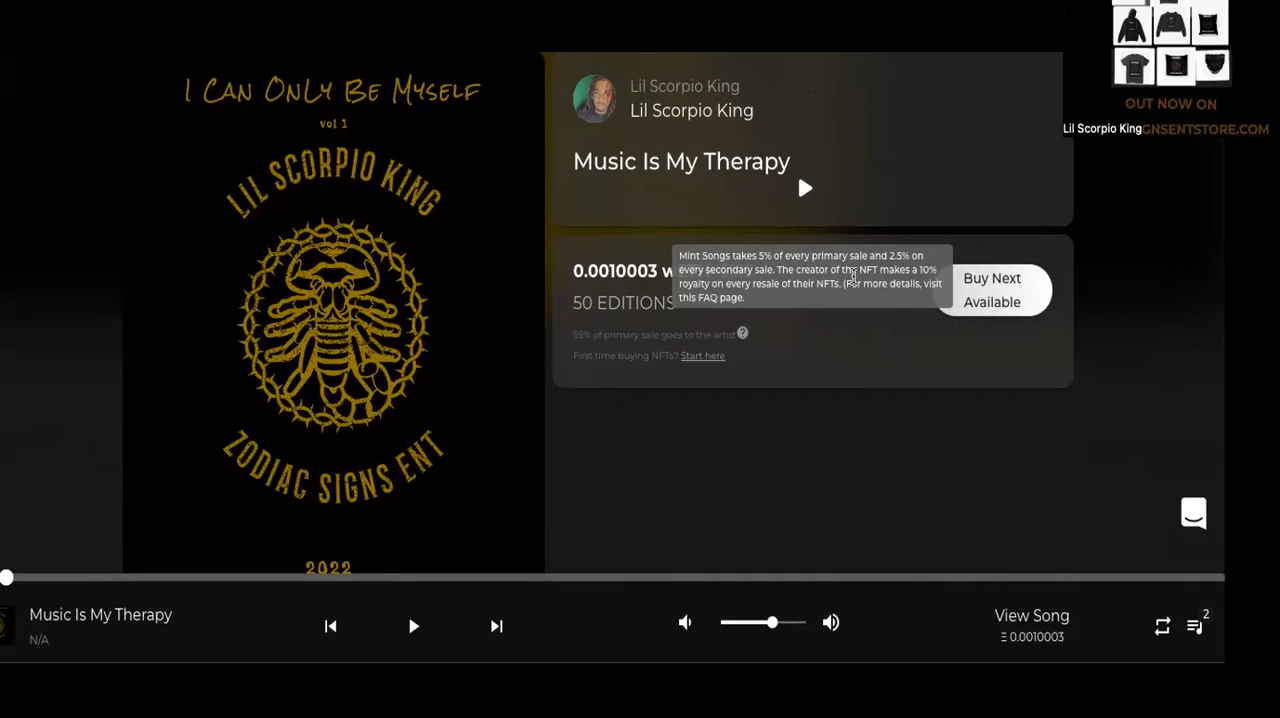 I CAN ONLY BE MYSELF
vol 1
LIL SCORPIO KING
ZODIAC SIGNS ENT
2022
Lil Scorpio King
Lil Scorpio King
Music Is My Therapy
0.0010003
50 EDITIONS
Mint Songs takes 5% of every primary sale and 2.5% on
every secondary sale. The creator of the NFT makes a 10%
royalty on every resale of their NFTs. (For more details, visit
this FAQ page.
Buy Next
Available
95% of primary sale goes to the artist?
First time buying NFTs? Start here
OUT NOW ON
Lil Scorpio King
GNSENTSTORE.COM
Music Is My Therapy
N/A
View Song
Ξ 0.0010003
2